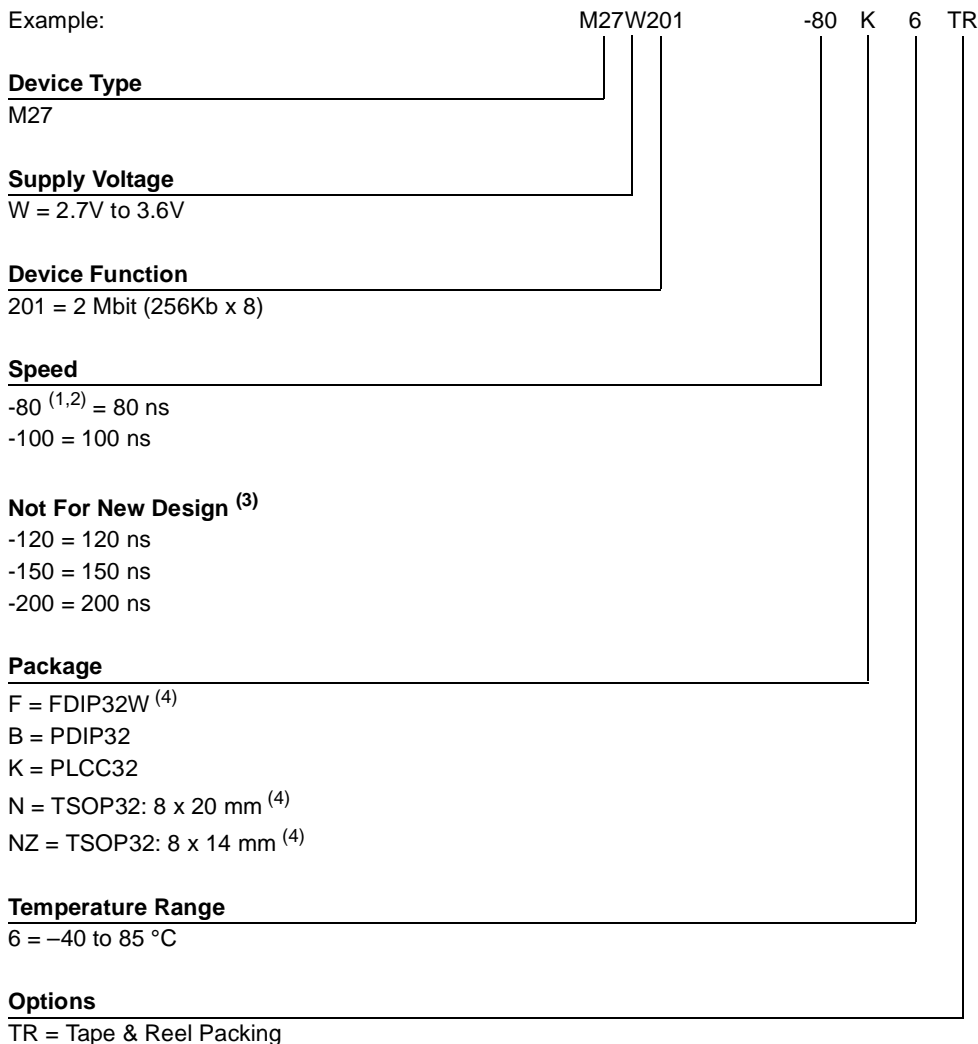 Example: M27W201 -80 K 6 TR
Device Type
M27
Supply Voltage
W = 2.7V to 3.6V
Device Function
201 = 2 Mbit (256Kb x 8)
Speed
-80 (1,2) = 80 ns
-100 = 100 ns
Not For New Design (3)
-120 = 120 ns
-150 = 150 ns
-200 = 200 ns
Package
F = FDIP32W (4)
B = PDIP32
K = PLCC32
N = TSOP32: 8 x 20 mm (4)
NZ = TSOP32: 8 x 14 mm (4)
Temperature Range
6 = –40 to 85 °C
Options
TR = Tape & Reel Packing